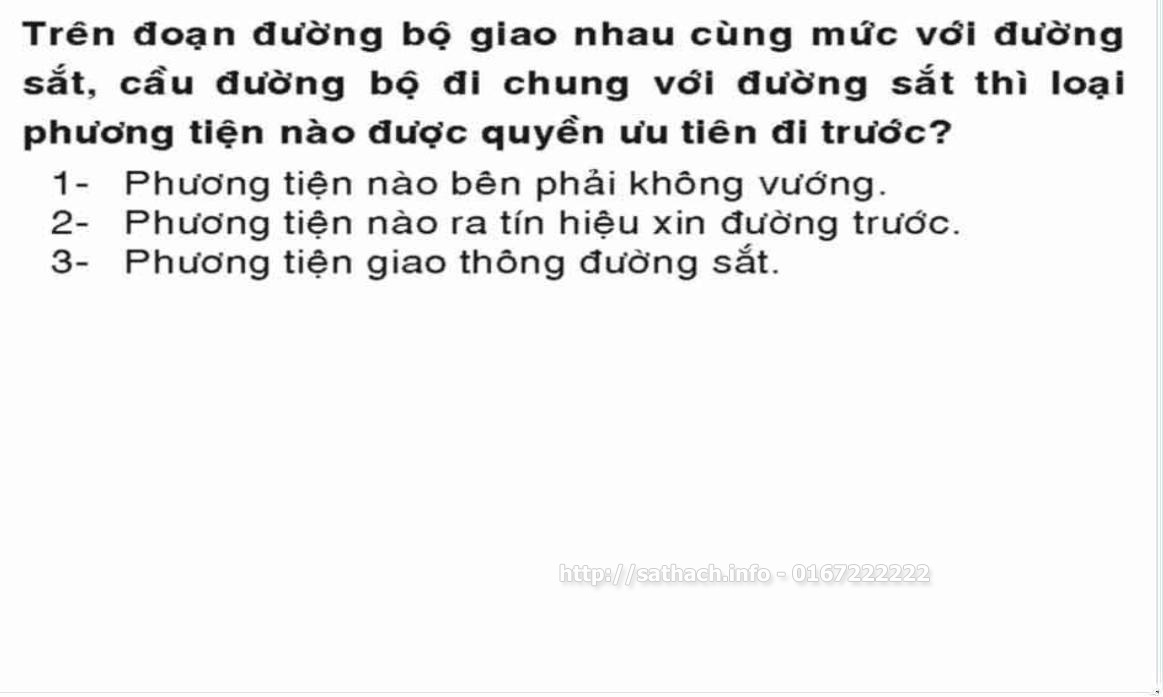 Trên đoạn đường bộ giao nhau cùng mức với đường
sắt, cầu đường bộ đi chung với đường sắt thì loại
phương tiện nào được quyền ưu tiên đi trước?
1- Phương tiện nào bên phải không vướng.
2- Phương tiện nào ra tín hiệu xin đường trước.
3- Phương tiện giao thông đường sắt.
http://sathach.info - 0167222222